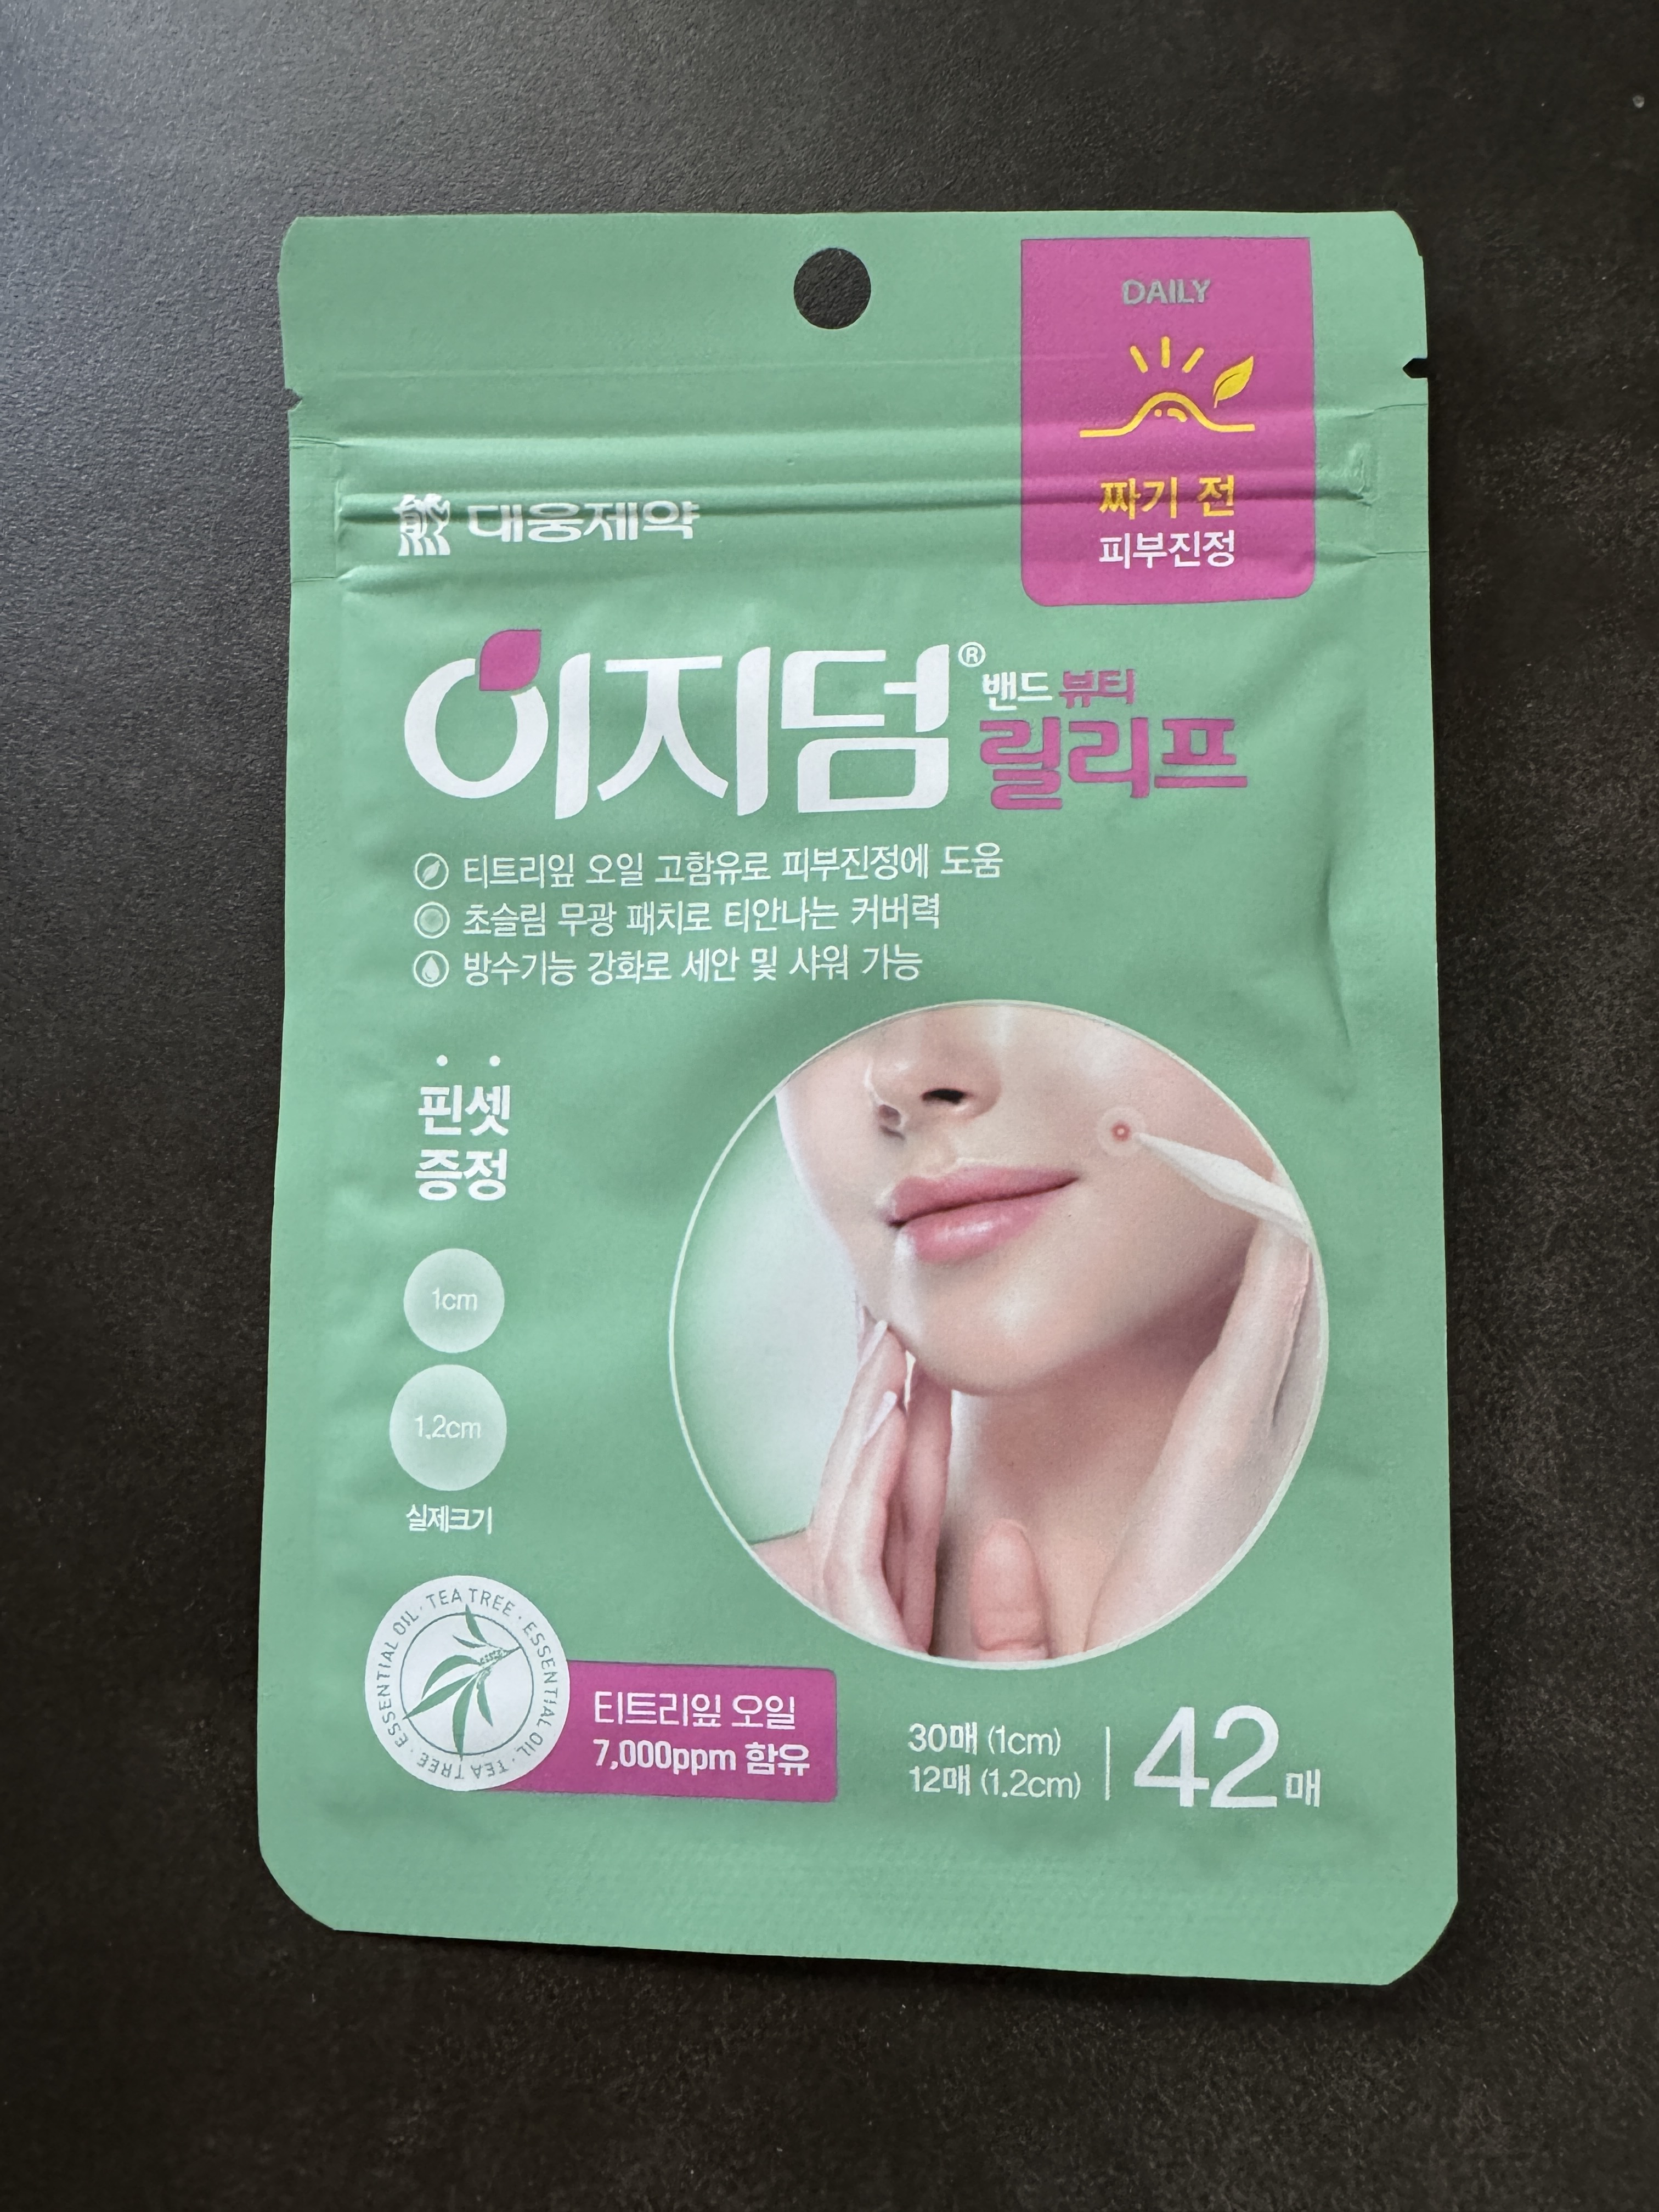 DAILY
짜기 전
피부진정
대웅제약
이지덤®
밴드 뷰티
릴리프
티트리잎 오일 고함유로 피부진정에 도움
초슬림 무광 패치로 티안나는 커버력
방수기능 강화로 세안 및 샤워 가능
핀셋
증정
1cm
1.2cm
실제크기
ESSENTIAL OIL · TEA TREE · ESSENTIAL OIL · TEA TREE ·
티트리잎 오일
7,000ppm 함유
30매 (1cm)
12매 (1.2cm)
42매